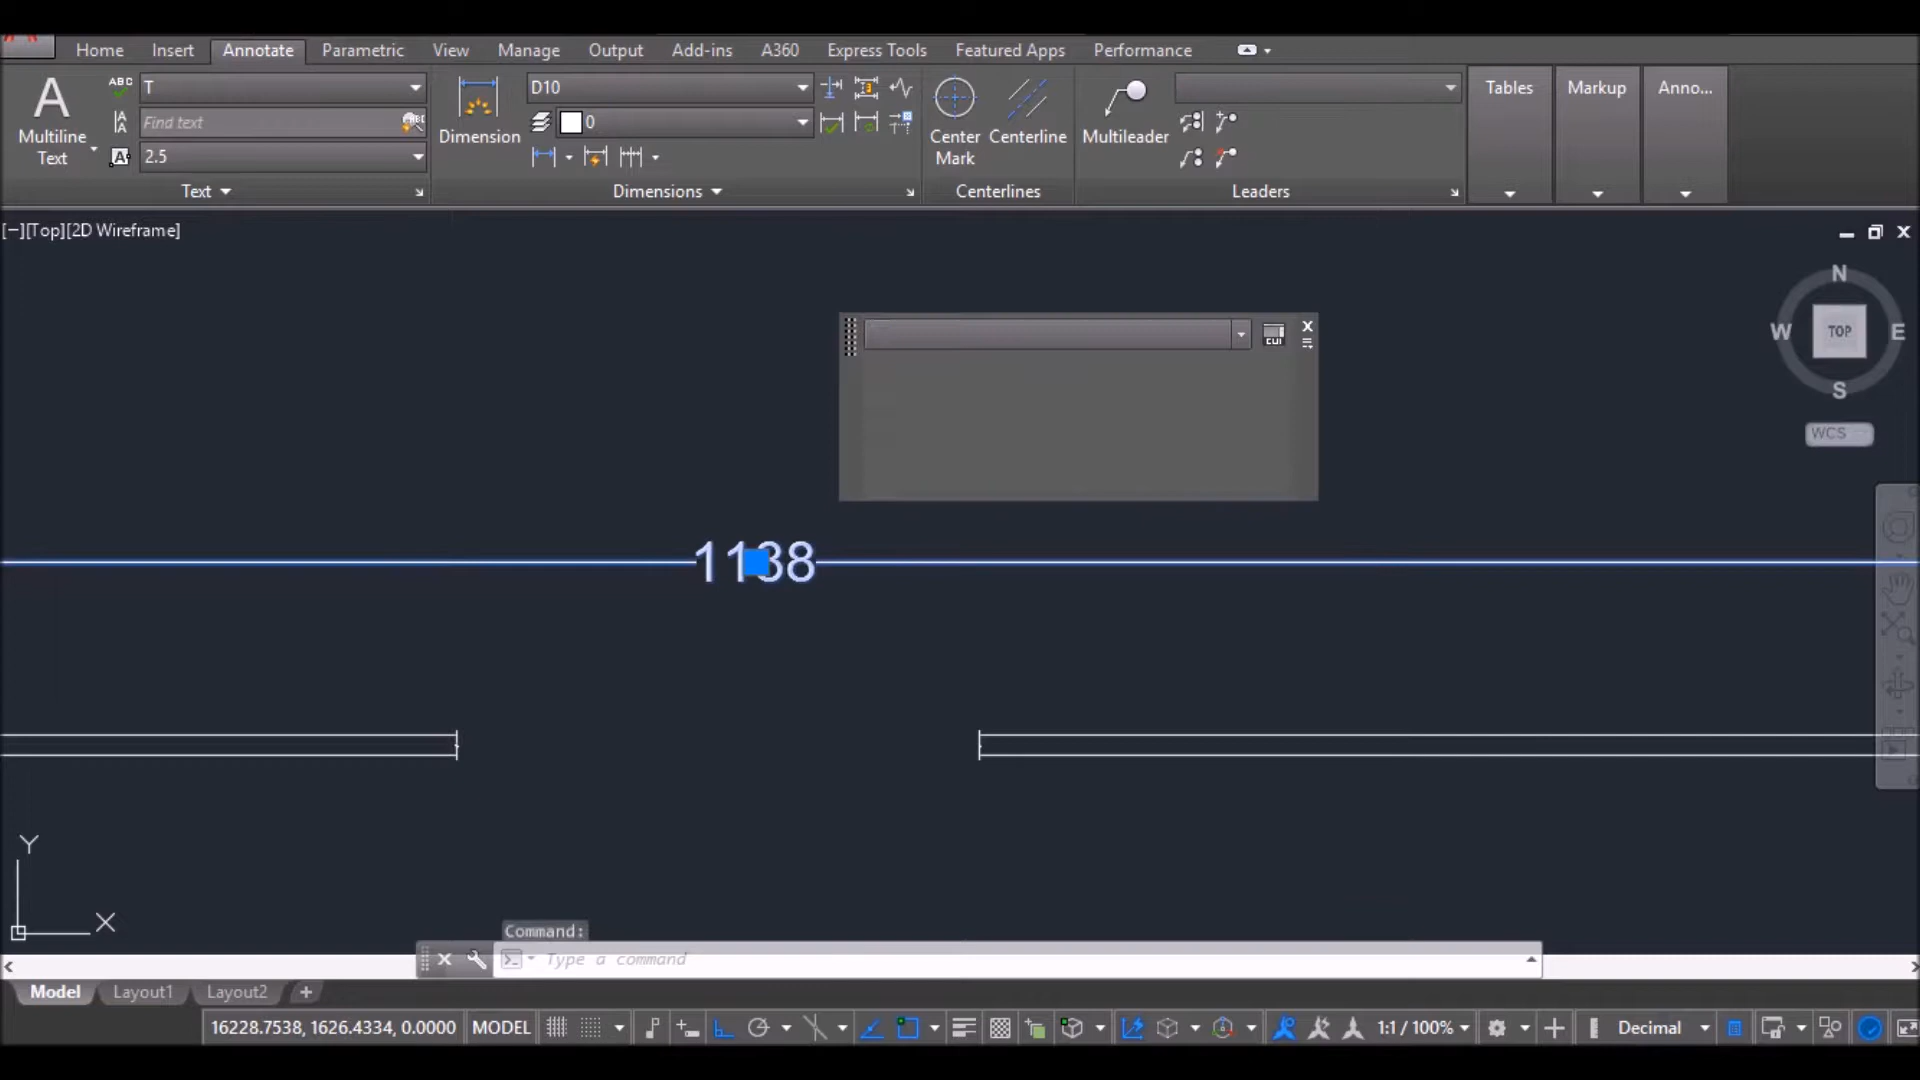 Home Insert Annotate Parametric View Manage Output Add-ins A360 Express Tools Featured Apps Performance
A Multiline Text
ABC T
Find text
2.5
Text
Dimension
D10
0
Dimensions
Center Mark
Centerline
Centerlines
Multileader
Leaders
Tables
Markup
Anno...
[−][Top][2D Wireframe]
CUI
N
W TOP E
S
WCS
1138
Y
X
Command:
Type a command
Model Layout1 Layout2 +
16228.7538, 1626.4334, 0.0000 MODEL 1:1 / 100% Decimal